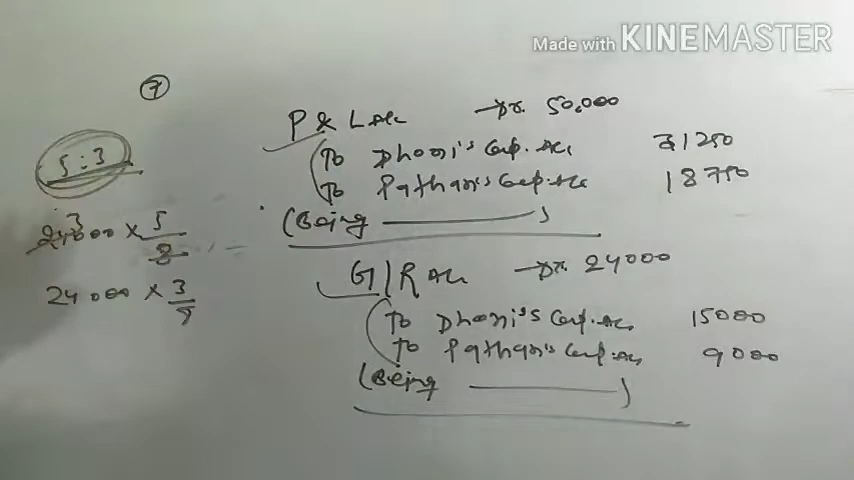 Made with KINEMASTER
7
P & L A/c Dr. 50,000
To Dhoni's Cap. A/c 31250
To Pathan's Cap. A/c 18750
(Being )
5:3
24000 × 5/8
3
24000 × 3/8
G/R A/c Dr. 24000
To Dhoni's Cap. A/c 15000
To Pathan's Cap. A/c 9000
(Being )